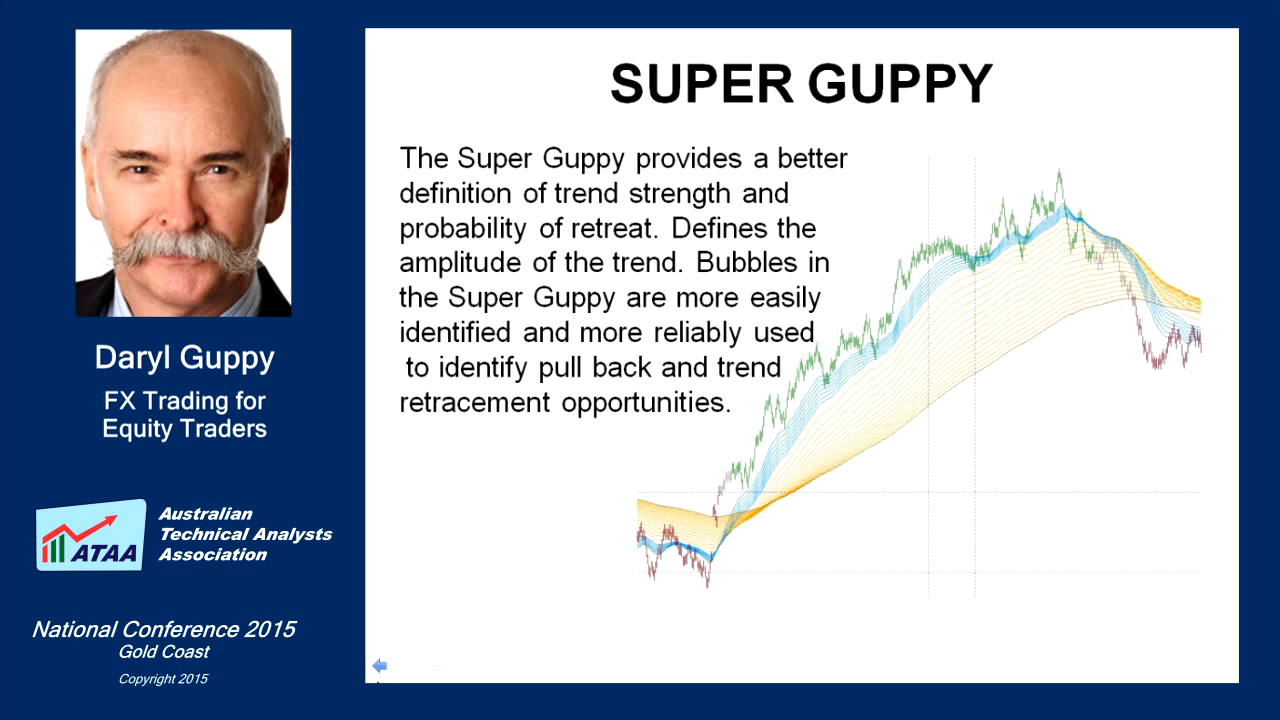 SUPER GUPPY
The Super Guppy provides a better
definition of trend strength and
probability of retreat. Defines the
amplitude of the trend. Bubbles in
the Super Guppy are more easily
identified and more reliably used
to identify pull back and trend
retracement opportunities.
Daryl Guppy
FX Trading for
Equity Traders
ATAA
Australian
Technical Analysts
Association
National Conference 2015
Gold Coast
Copyright 2015